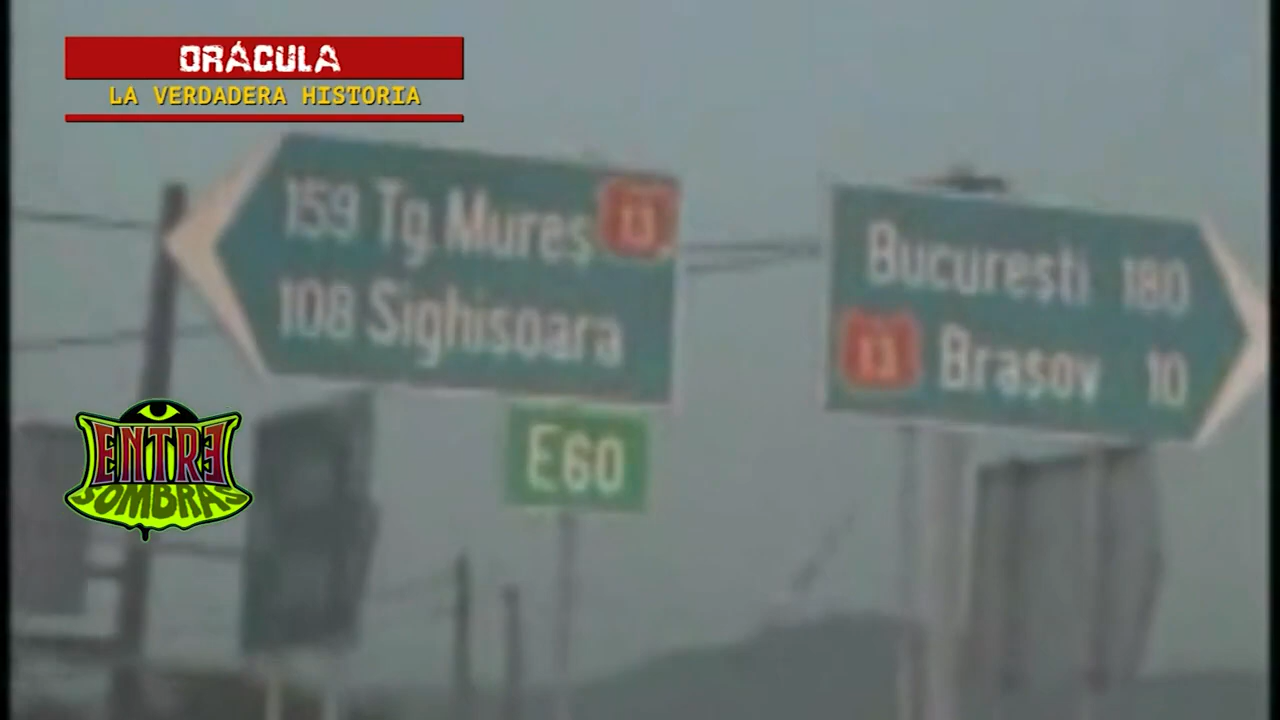 DRÁCULA
LA VERDADERA HISTORIA
159 Tg. Mures 13
108 Sighisoara
E60
Bucuresti 180
13 Brasov 10
ENTRE
SOMBRAS